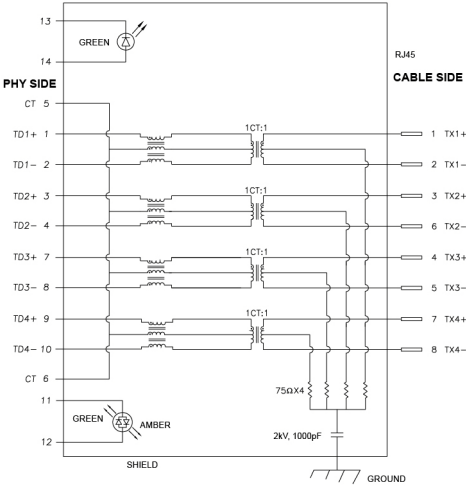 13
GREEN
14
RJ45
PHY SIDE
CABLE SIDE
CT 5
TD1+ 1
1CT:1
1 TX1+
TD1- 2
2 TX1-
TD2+ 3
1CT:1
3 TX2+
TD2- 4
6 TX2-
TD3+ 7
1CT:1
4 TX3+
TD3- 8
5 TX3-
TD4+ 9
1CT:1
7 TX4+
TD4- 10
8 TX4-
CT 6
75ΩX4
11
GREEN
AMBER
12
2kV, 1000pF
SHIELD
GROUND